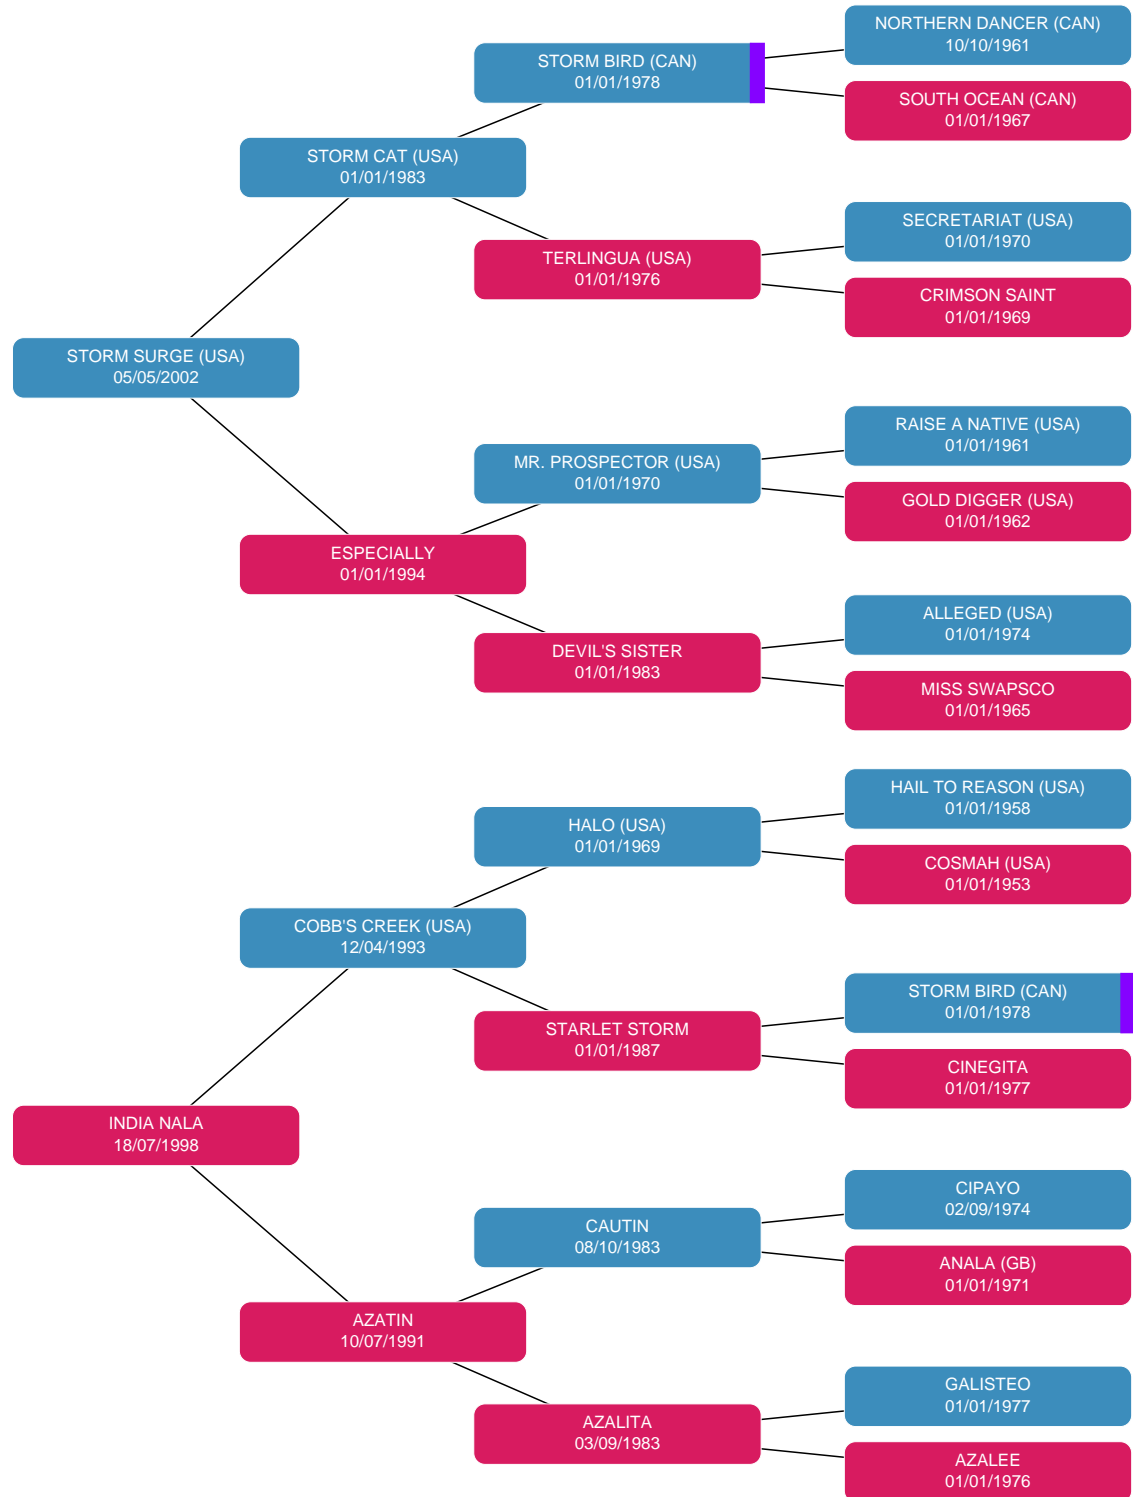 NORTHERN DANCER (CAN)
10/10/1961
STORM BIRD (CAN)
01/01/1978
SOUTH OCEAN (CAN)
01/01/1967
STORM CAT (USA)
01/01/1983
SECRETARIAT (USA)
01/01/1970
TERLINGUA (USA)
01/01/1976
CRIMSON SAINT
01/01/1969
STORM SURGE (USA)
05/05/2002
RAISE A NATIVE (USA)
01/01/1961
MR. PROSPECTOR (USA)
01/01/1970
GOLD DIGGER (USA)
01/01/1962
ESPECIALLY
01/01/1994
ALLEGED (USA)
01/01/1974
DEVIL'S SISTER
01/01/1983
MISS SWAPSCO
01/01/1965
HAIL TO REASON (USA)
01/01/1958
HALO (USA)
01/01/1969
COSMAH (USA)
01/01/1953
COBB'S CREEK (USA)
12/04/1993
STORM BIRD (CAN)
01/01/1978
STARLET STORM
01/01/1987
CINEGITA
01/01/1977
INDIA NALA
18/07/1998
CIPAYO
02/09/1974
CAUTIN
08/10/1983
ANALA (GB)
01/01/1971
AZATIN
10/07/1991
GALISTEO
01/01/1977
AZALITA
03/09/1983
AZALEE
01/01/1976